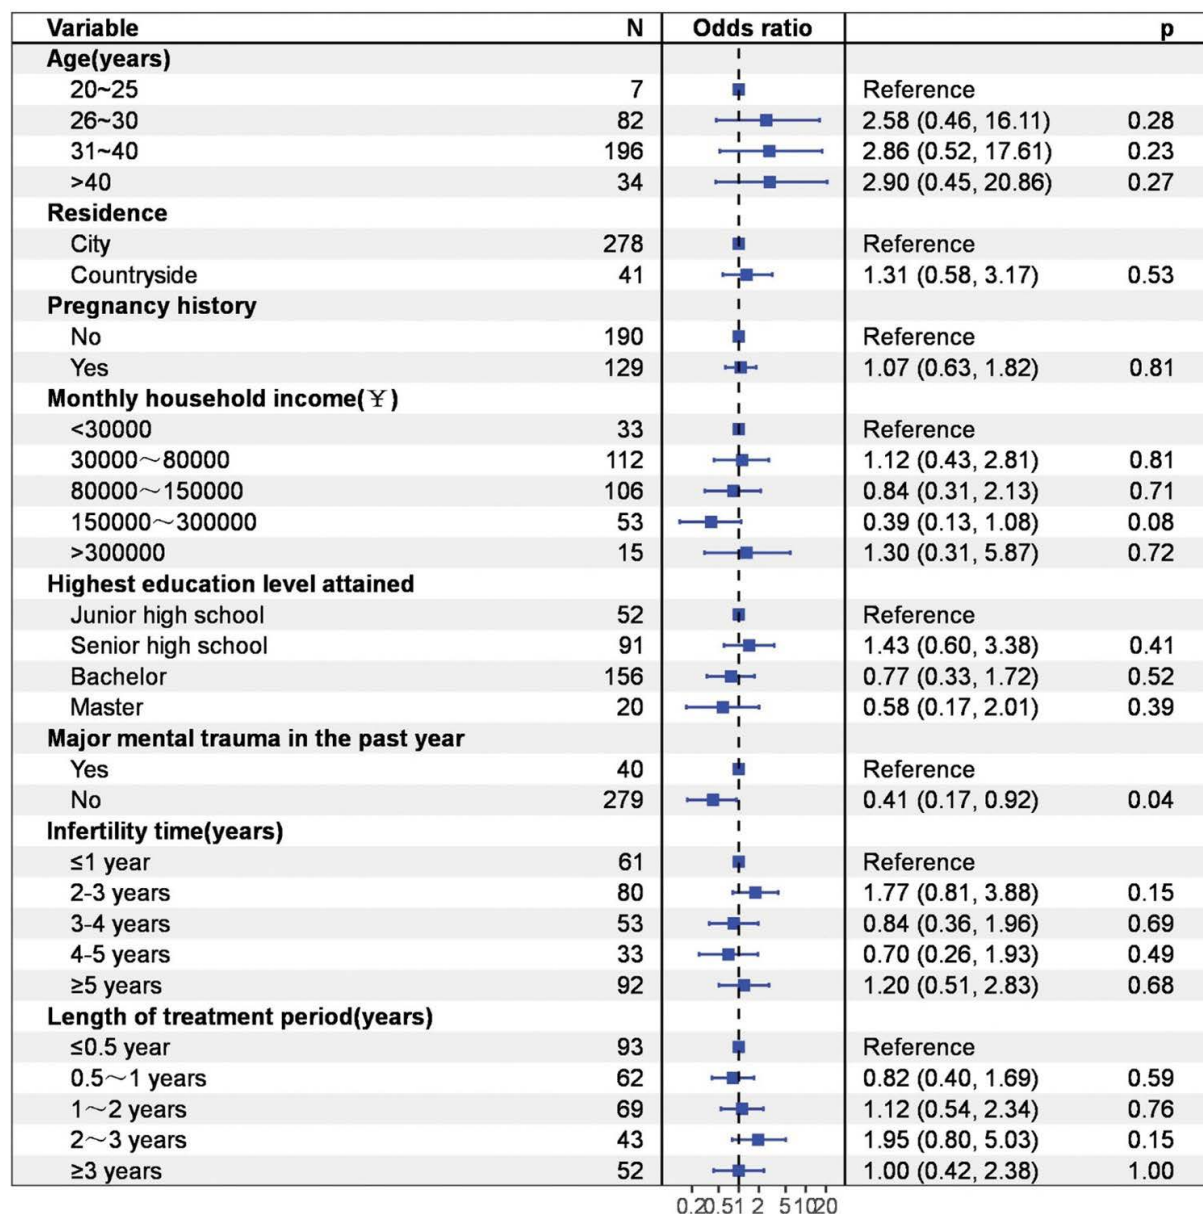 Variable N Odds ratio p
Age(years)
20~25 7 Reference
26~30 82 2.58 (0.46, 16.11) 0.28
31~40 196 2.86 (0.52, 17.61) 0.23
>40 34 2.90 (0.45, 20.86) 0.27
Residence
City 278 Reference
Countryside 41 1.31 (0.58, 3.17) 0.53
Pregnancy history
No 190 Reference
Yes 129 1.07 (0.63, 1.82) 0.81
Monthly household income(¥)
<30000 33 Reference
30000～80000 112 1.12 (0.43, 2.81) 0.81
80000～150000 106 0.84 (0.31, 2.13) 0.71
150000～300000 53 0.39 (0.13, 1.08) 0.08
>300000 15 1.30 (0.31, 5.87) 0.72
Highest education level attained
Junior high school 52 Reference
Senior high school 91 1.43 (0.60, 3.38) 0.41
Bachelor 156 0.77 (0.33, 1.72) 0.52
Master 20 0.58 (0.17, 2.01) 0.39
Major mental trauma in the past year
Yes 40 Reference
No 279 0.41 (0.17, 0.92) 0.04
Infertility time(years)
≤1 year 61 Reference
2-3 years 80 1.77 (0.81, 3.88) 0.15
3-4 years 53 0.84 (0.36, 1.96) 0.69
4-5 years 33 0.70 (0.26, 1.93) 0.49
≥5 years 92 1.20 (0.51, 2.83) 0.68
Length of treatment period(years)
≤0.5 year 93 Reference
0.5～1 years 62 0.82 (0.40, 1.69) 0.59
1～2 years 69 1.12 (0.54, 2.34) 0.76
2～3 years 43 1.95 (0.80, 5.03) 0.15
≥3 years 52 1.00 (0.42, 2.38) 1.00
0.2 0.5 1 2 5 10 20